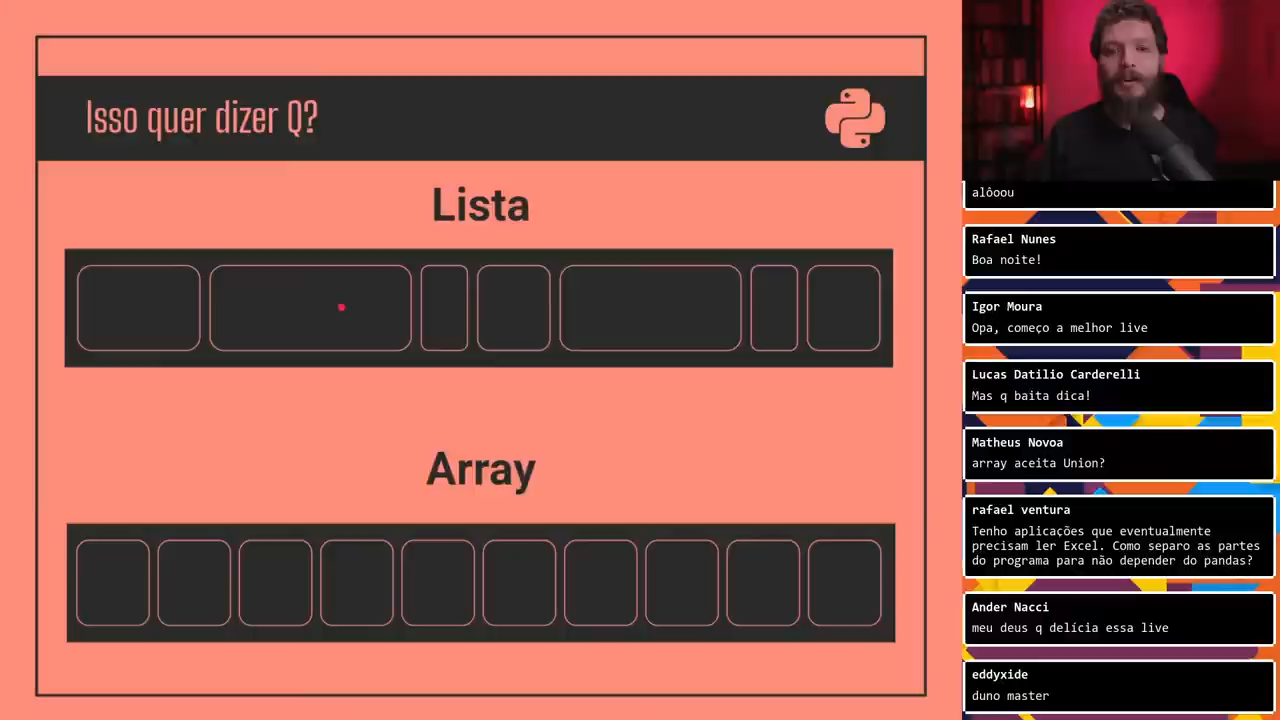 Isso quer dizer Q?
Lista
Array
alôoou
Rafael Nunes
Boa noite!
Igor Moura
Opa, começo a melhor live
Lucas Datilio Carderelli
Mas q baita dica!
Matheus Novoa
array aceita Union?
rafael ventura
Tenho aplicações que eventualmente
precisam ler Excel. Como separo as partes
do programa para não depender do pandas?
Ander Nacci
meu deus q delícia essa live
eddyxide
duno master